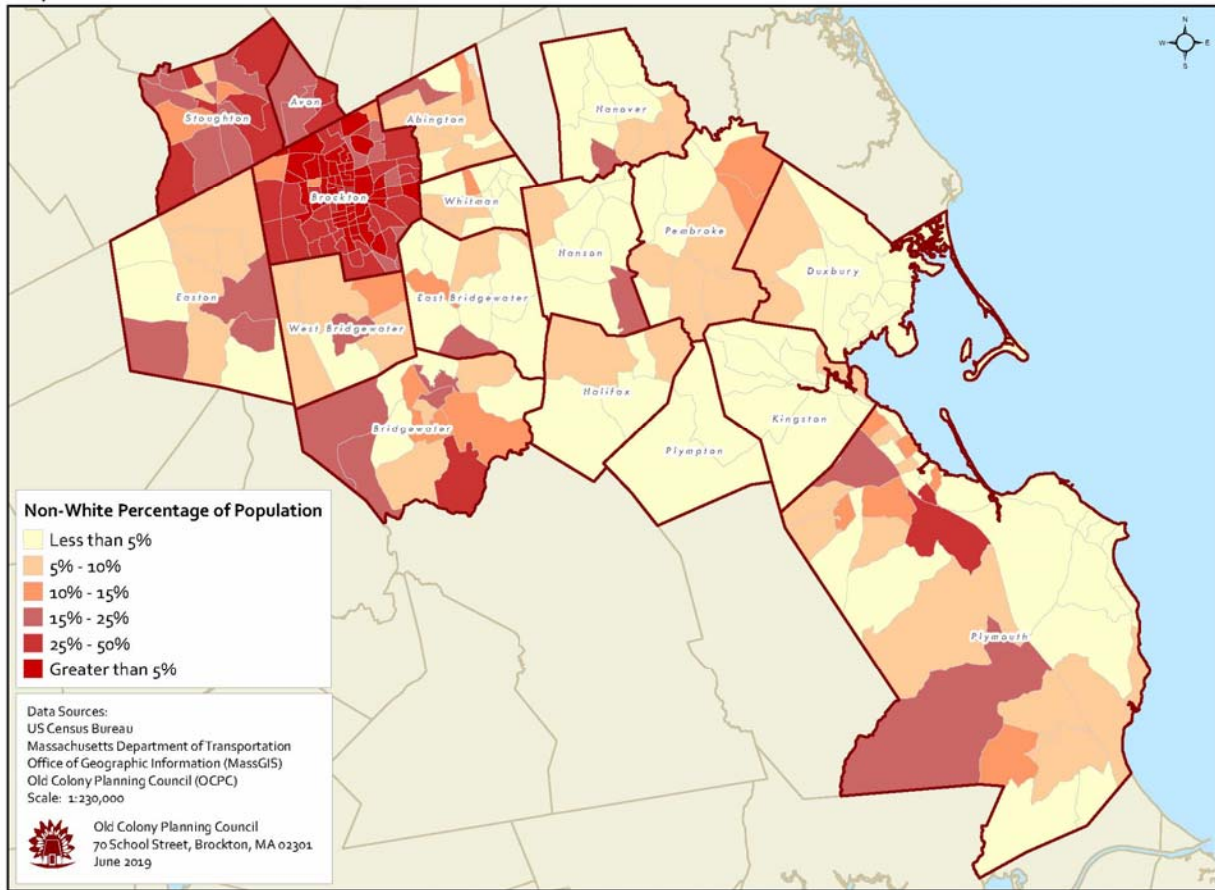 N
W E
S
Stoughton
Avon
Abington
Hanover
Brockton
Whitman
Pembroke
Hanson
Duxbury
Easton
East Bridgewater
West Bridgewater
Halifax
Kingston
Bridgewater
Plympton
Plymouth
Non-White Percentage of Population
Less than 5%
5% - 10%
10% - 15%
15% - 25%
25% - 50%
Greater than 5%
Data Sources:
US Census Bureau
Massachusetts Department of Transportation
Office of Geographic Information (MassGIS)
Old Colony Planning Council (OCPC)
Scale: 1:230,000
Old Colony Planning Council
70 School Street, Brockton, MA 02301
June 2019